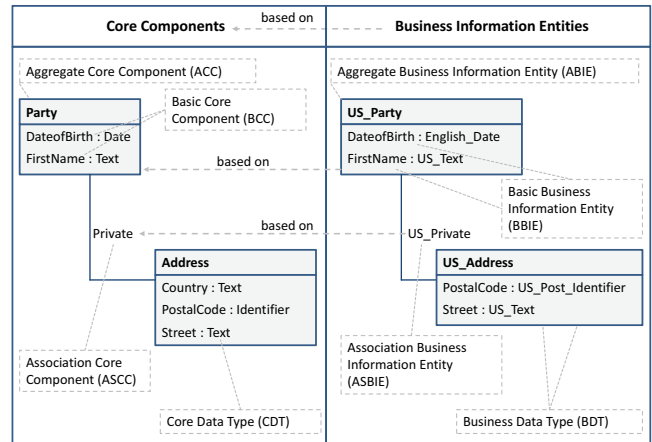 Core Components
based on
Business Information Entities
Aggregate Core Component (ACC)
Party
DateofBirth : Date
FirstName : Text
Basic Core
Component (BCC)
Private
Address
Country : Text
PostalCode : Identifier
Street : Text
Association Core
Component (ASCC)
Core Data Type (CDT)
based on
based on
Aggregate Business Information Entity (ABIE)
US_Party
DateofBirth : English_Date
FirstName : US_Text
Basic Business
Information Entity
(BBIE)
US_Private
US_Address
PostalCode : US_Post_Identifier
Street : US_Text
Association Business
Information Entity
(ASBIE)
Business Data Type (BDT)